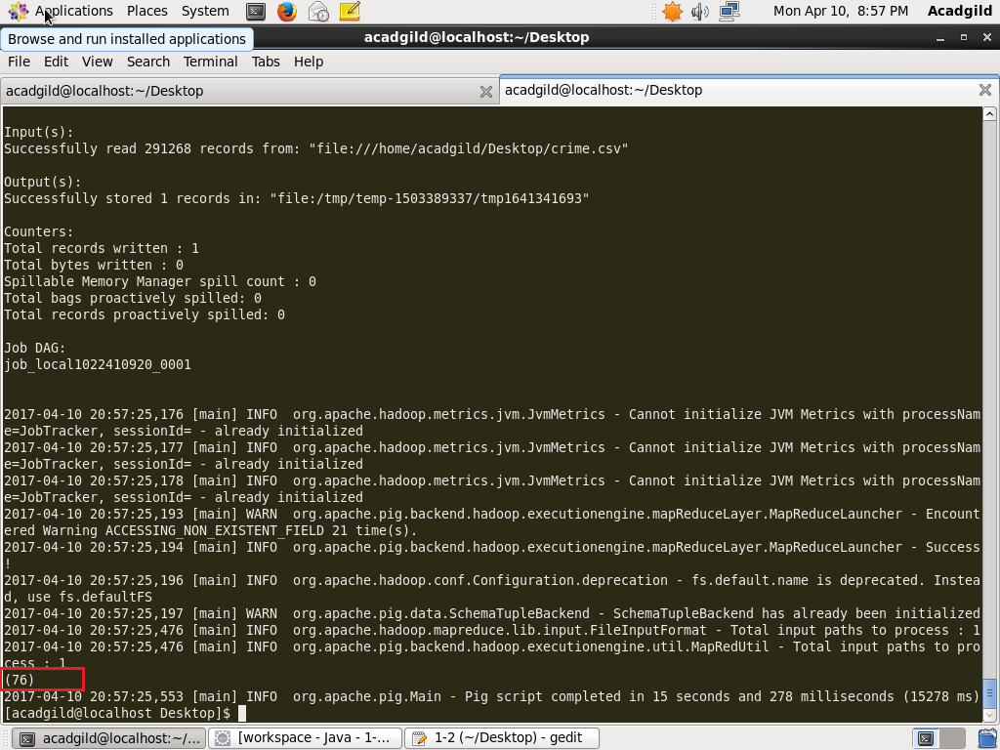 Applications Places System Mon Apr 10, 8:57 PM Acadgild
Browse and run installed applications
acadgild@localhost:~/Desktop
File Edit View Search Terminal Tabs Help
acadgild@localhost:~/Desktop acadgild@localhost:~/Desktop
Input(s):
Successfully read 291268 records from: "file:///home/acadgild/Desktop/crime.csv"
Output(s):
Successfully stored 1 records in: "file:/tmp/temp-1503389337/tmp1641341693"
Counters:
Total records written : 1
Total bytes written : 0
Spillable Memory Manager spill count : 0
Total bags proactively spilled: 0
Total records proactively spilled: 0
Job DAG:
job_local1022410920_0001
2017-04-10 20:57:25,176 [main] INFO  org.apache.hadoop.metrics.jvm.JvmMetrics - Cannot initialize JVM Metrics with processNam
e=JobTracker, sessionId= - already initialized
2017-04-10 20:57:25,177 [main] INFO  org.apache.hadoop.metrics.jvm.JvmMetrics - Cannot initialize JVM Metrics with processNam
e=JobTracker, sessionId= - already initialized
2017-04-10 20:57:25,178 [main] INFO  org.apache.hadoop.metrics.jvm.JvmMetrics - Cannot initialize JVM Metrics with processNam
e=JobTracker, sessionId= - already initialized
2017-04-10 20:57:25,193 [main] WARN  org.apache.pig.backend.hadoop.executionengine.mapReduceLayer.MapReduceLauncher - Encount
ered Warning ACCESSING_NON_EXISTENT_FIELD 21 time(s).
2017-04-10 20:57:25,194 [main] INFO  org.apache.pig.backend.hadoop.executionengine.mapReduceLayer.MapReduceLauncher - Success
!
2017-04-10 20:57:25,196 [main] INFO  org.apache.hadoop.conf.Configuration.deprecation - fs.default.name is deprecated. Instea
d, use fs.defaultFS
2017-04-10 20:57:25,197 [main] WARN  org.apache.pig.data.SchemaTupleBackend - SchemaTupleBackend has already been initialized
2017-04-10 20:57:25,476 [main] INFO  org.apache.hadoop.mapreduce.lib.input.FileInputFormat - Total input paths to process : 1
2017-04-10 20:57:25,476 [main] INFO  org.apache.pig.backend.hadoop.executionengine.util.MapRedUtil - Total input paths to pro
cess : 1
(76)
2017-04-10 20:57:25,553 [main] INFO  org.apache.pig.Main - Pig script completed in 15 seconds and 278 milliseconds (15278 ms)
[acadgild@localhost Desktop]$
acadgild@localhost:~/... [workspace - Java - 1-... 1-2 (~/Desktop) - gedit